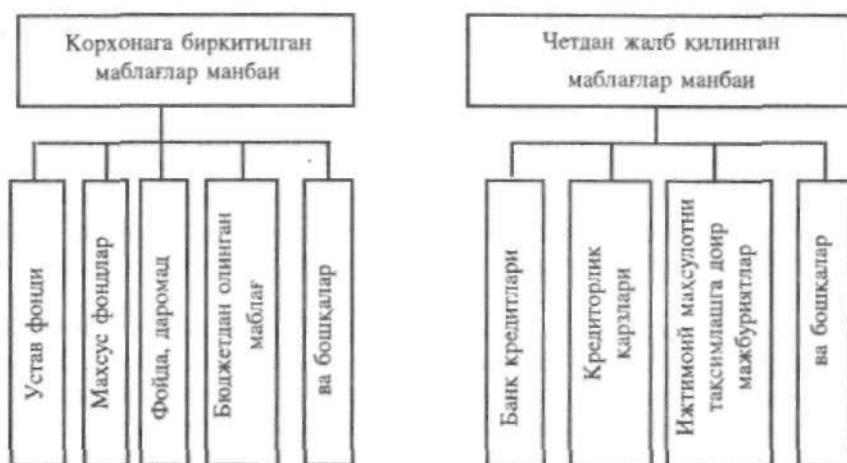 Корхонага биркитилган
маблағлар манбаи
Устав фонди
Махсус фондлар
Фойда, даромад
Бюджетдан олинган
маблағ
ва бошқалар
Четдан жалб қилинган
маблағлар манбаи
Банк кредитлари
Кредиторлик
қарзлари
Ижтимоий маҳсулотни
тақсимлашга доир
мажбуриятлар
ва бошқалар